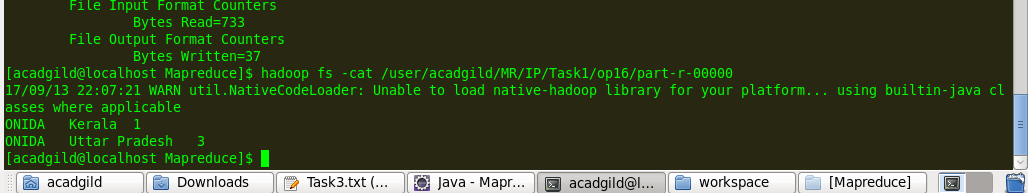 File Input Format Counters
Bytes Read=733
File Output Format Counters
Bytes Written=37
[acadgild@localhost Mapreduce]$ hadoop fs -cat /user/acadgild/MR/IP/Task1/op16/part-r-00000
17/09/13 22:07:21 WARN util.NativeCodeLoader: Unable to load native-hadoop library for your platform... using builtin-java cl
asses where applicable
ONIDA   Kerala  1
ONIDA   Uttar Pradesh   3
[acadgild@localhost Mapreduce]$
acadgild Downloads Task3.txt (... Java - Mapr... acadgild@l... workspace [Mapreduce]